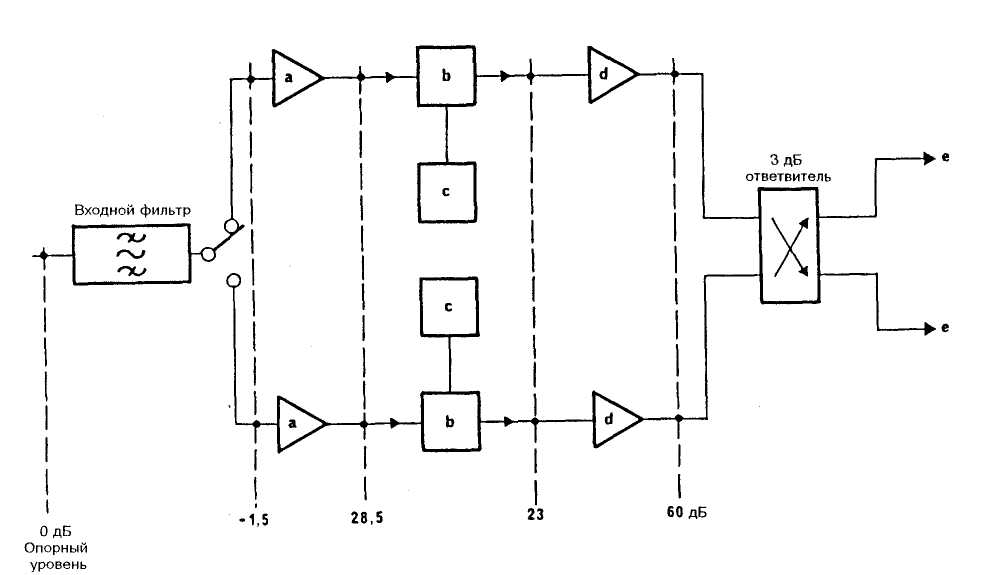 a
b
d
c
3 дБ
ответвитель
e
Входной фильтр
c
e
a
b
d
-1,5
28,5
23
60 дБ
0 дБ
Опорный
уровень